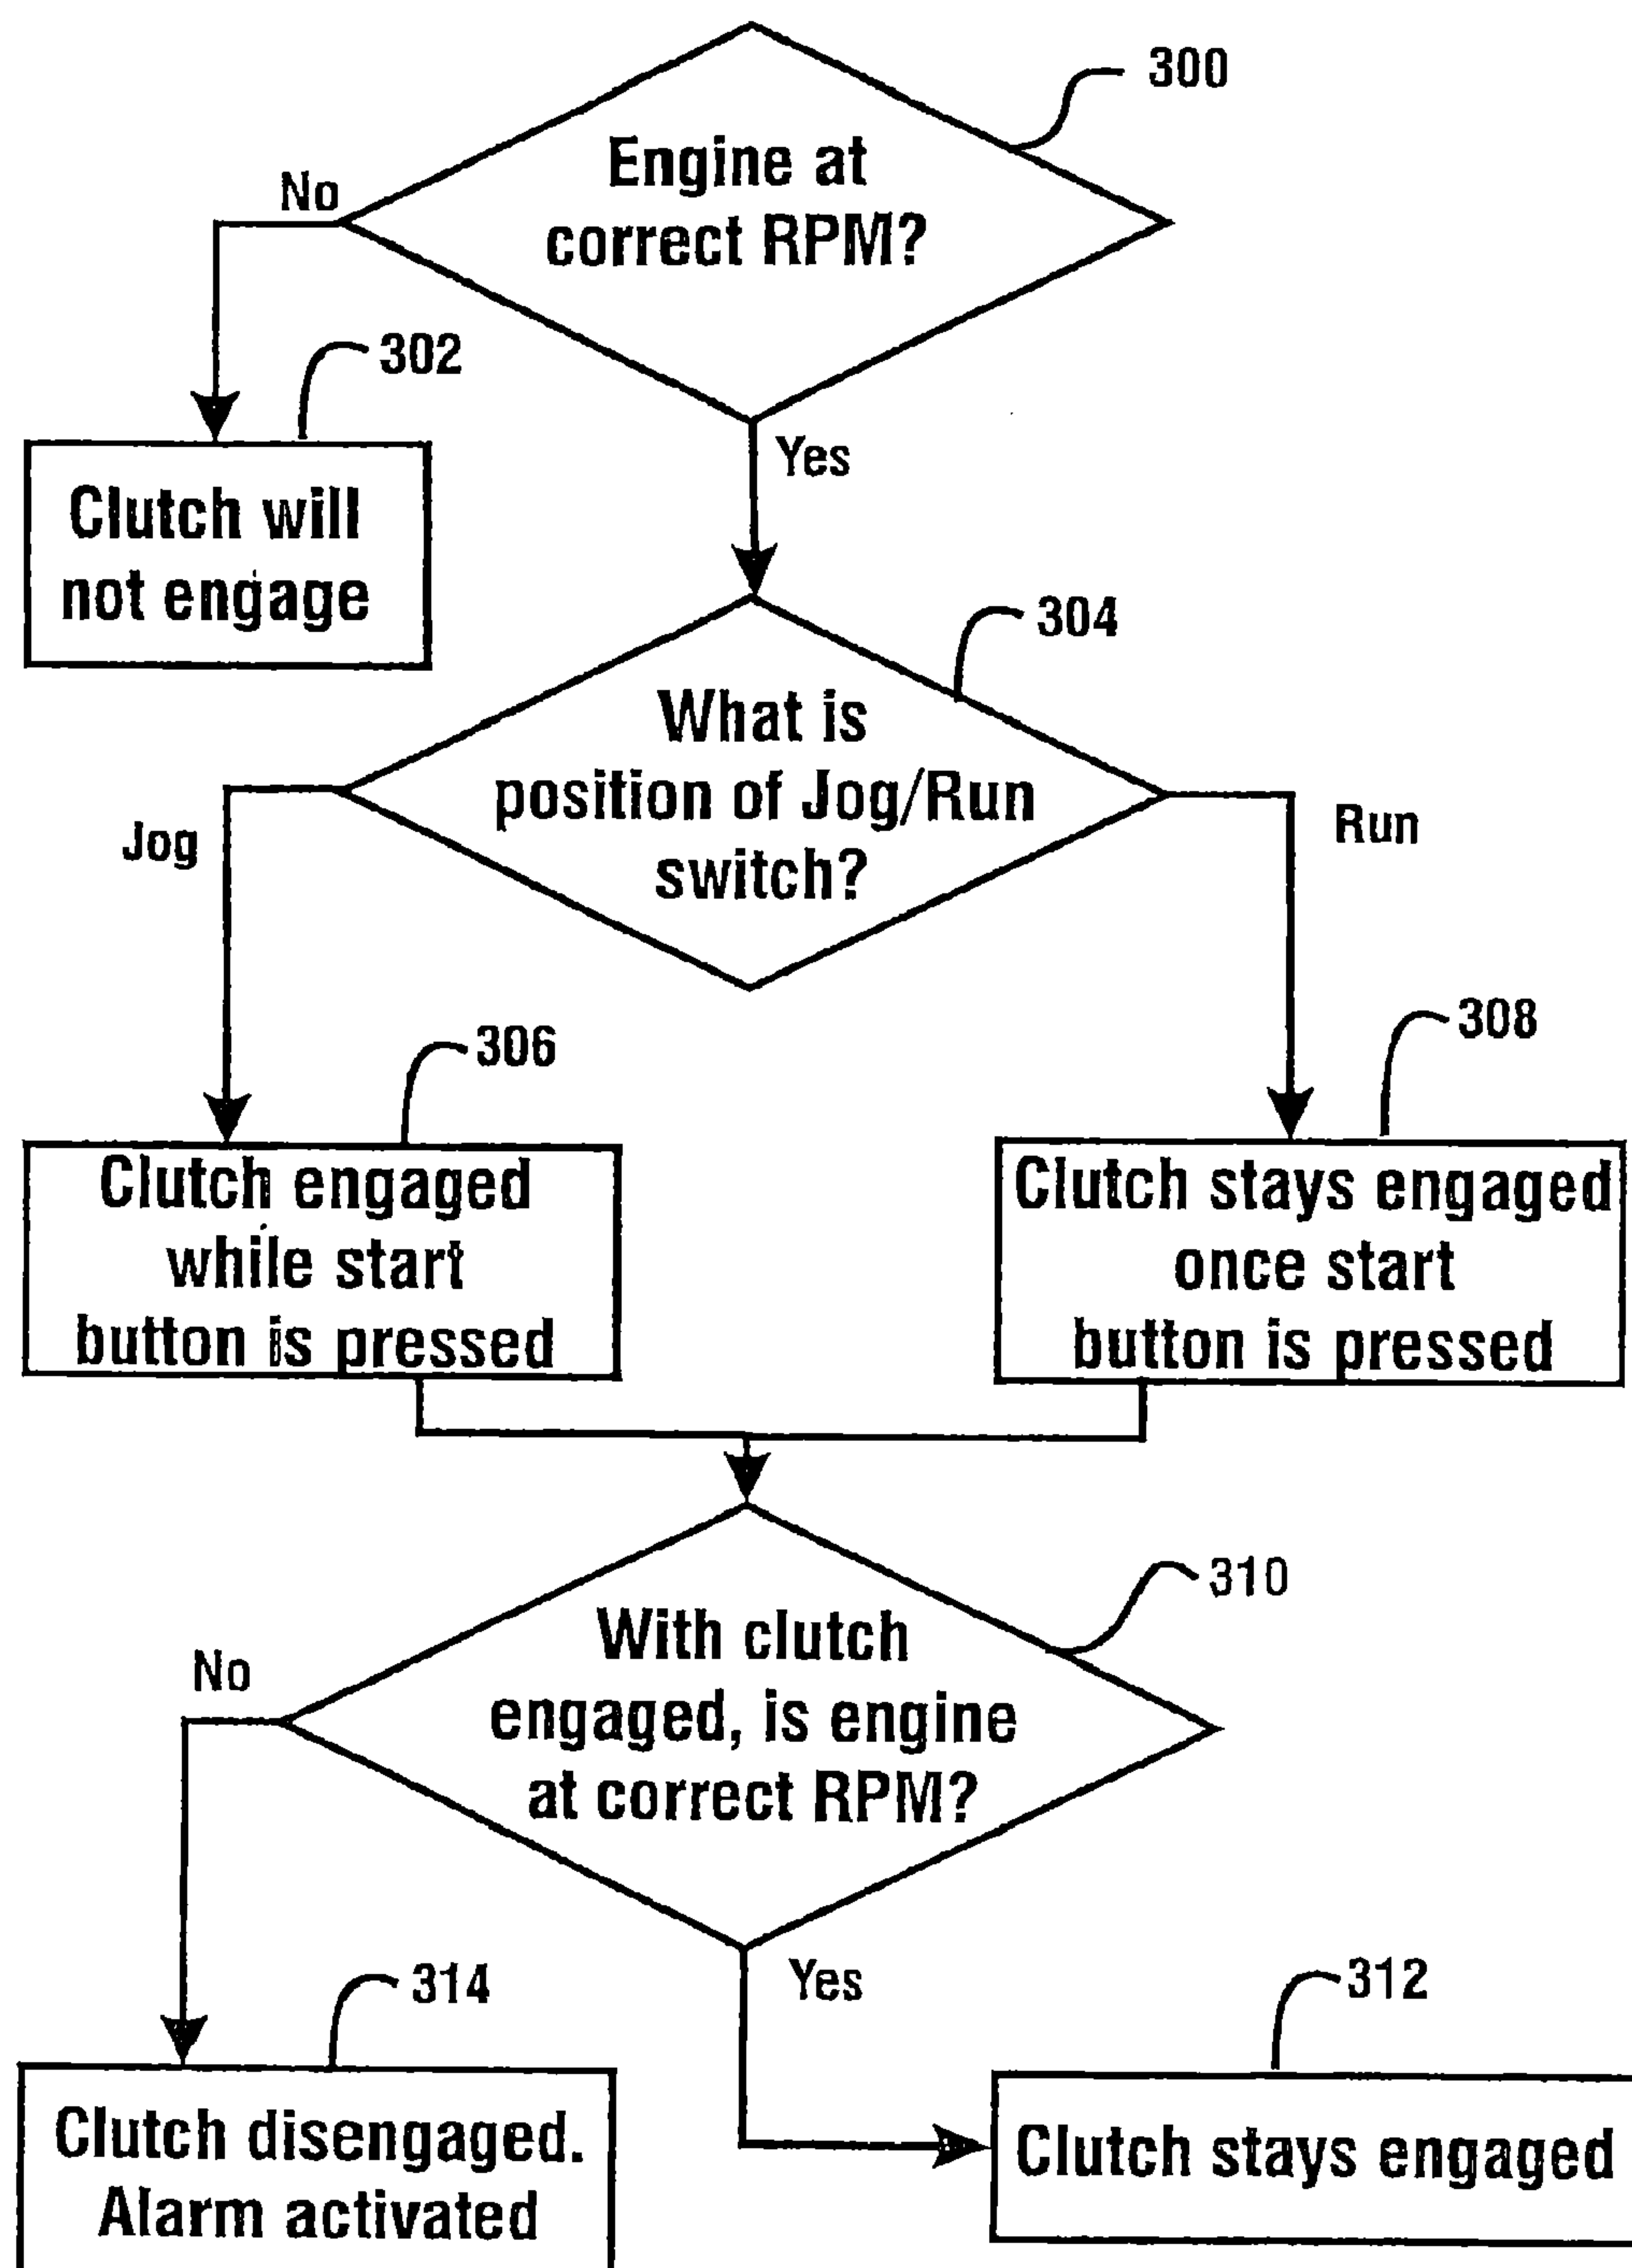 300
Engine at
correct RPM?
No
302
Clutch will
not engage
Yes
304
What is
position of Jog/Run
switch?
Jog
Run
306
308
Clutch engaged
while start
button is pressed
Clutch stays engaged
once start
button is pressed
310
With clutch
engaged, is engine
at correct RPM?
No
Yes
314
312
Clutch disengaged.
Alarm activated
Clutch stays engaged